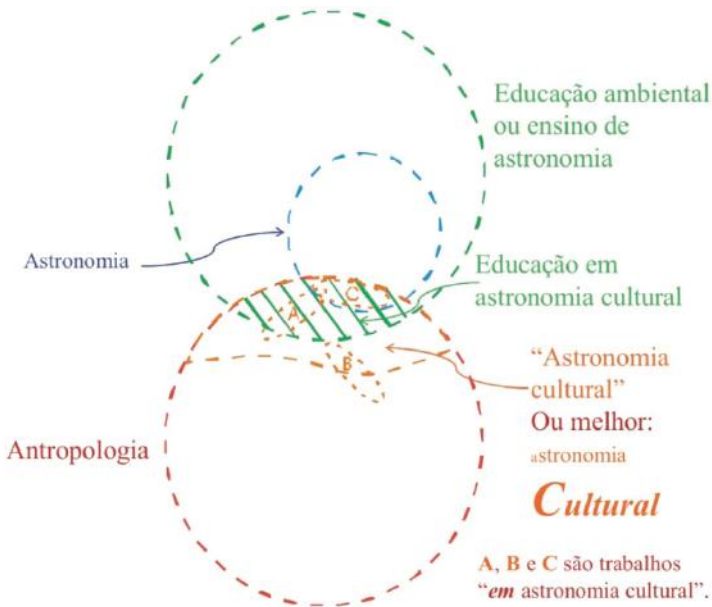 Educação ambiental
ou ensino de
astronomia
Astronomia
Educação em
astronomia cultural
C
A
B
“Astronomia
cultural”
Ou melhor:
astronomia
Cultural
Antropologia
A, B e C são trabalhos
“em astronomia cultural”.